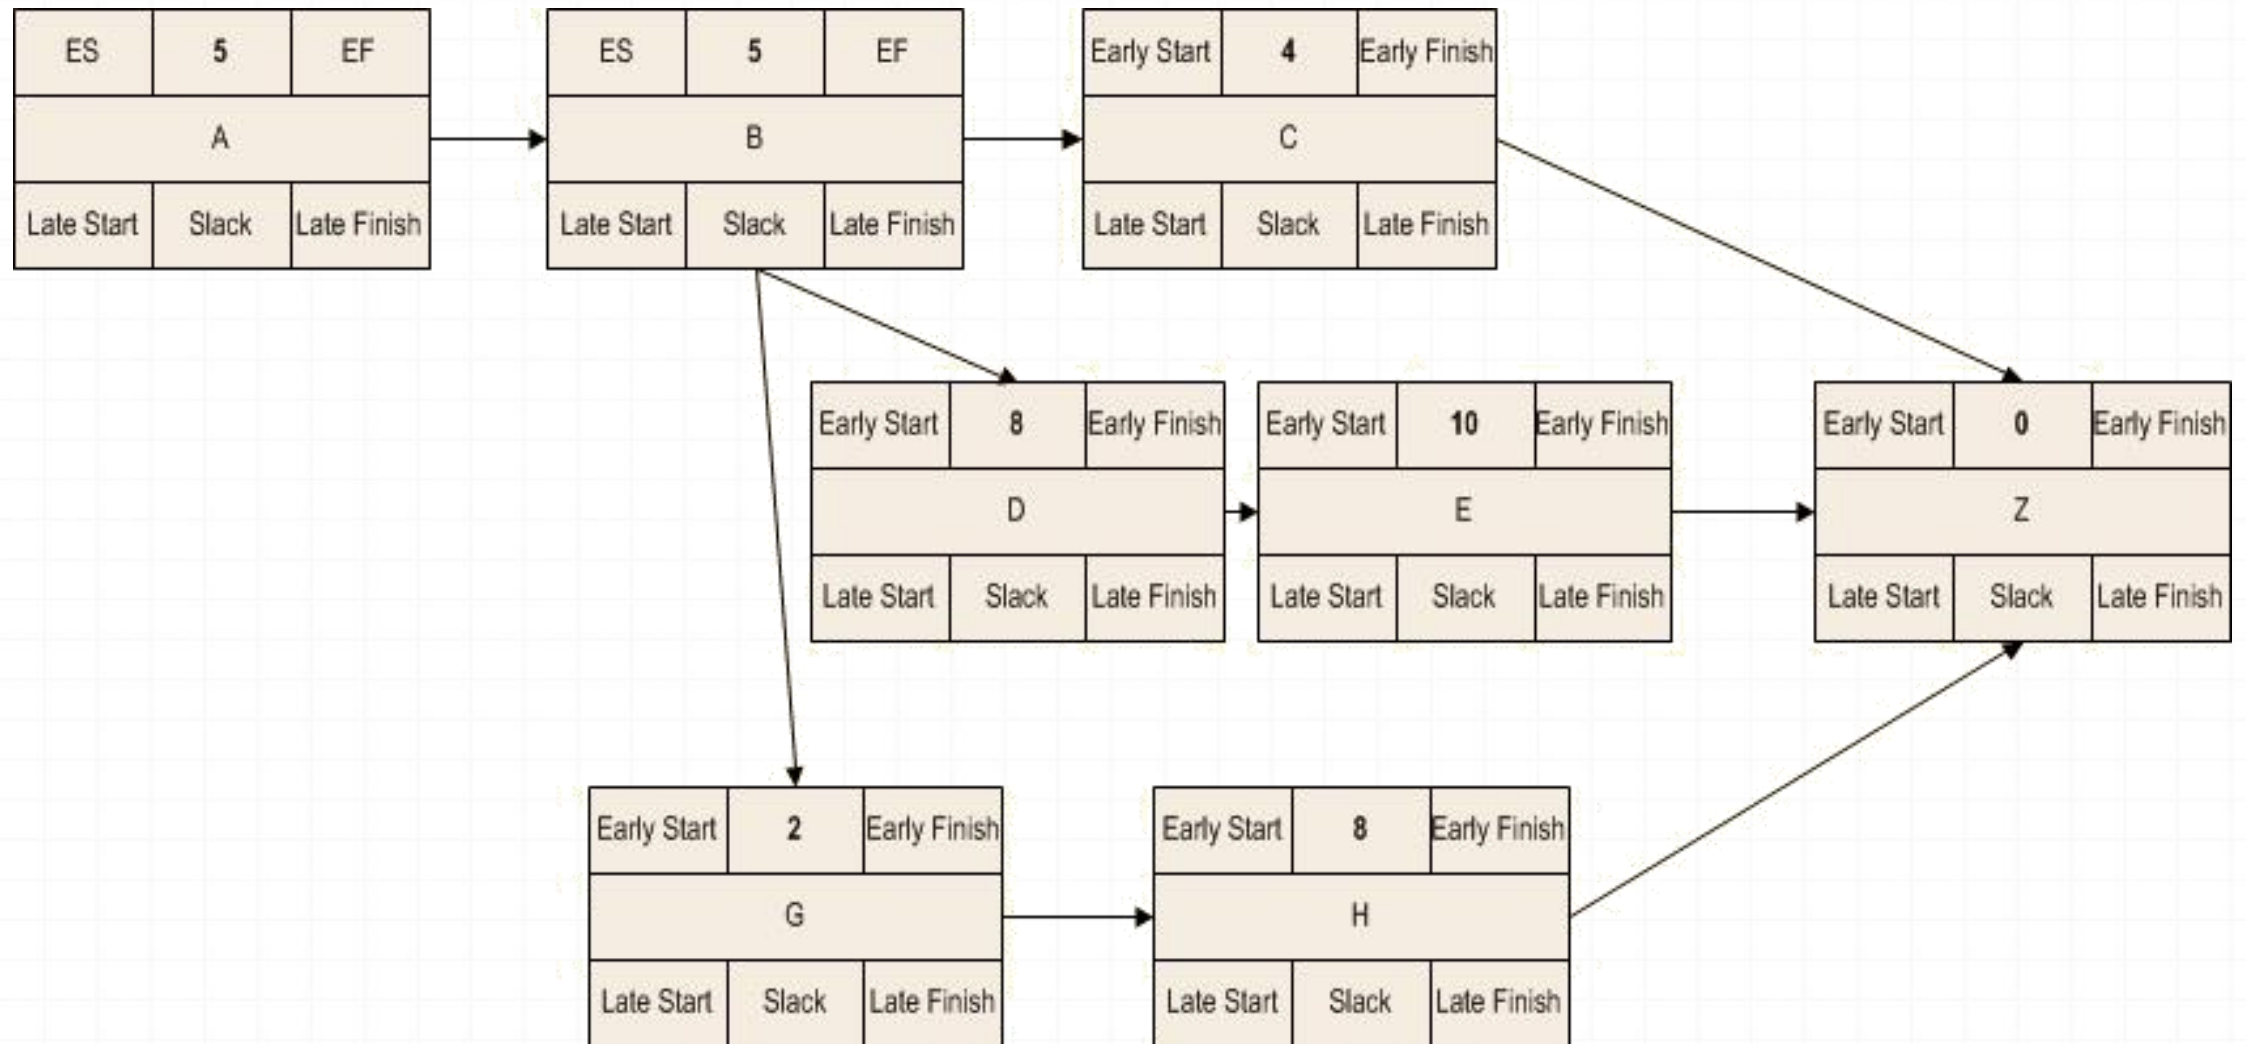 ES 5 EF
A
Late Start Slack Late Finish
ES 5 EF
B
Late Start Slack Late Finish
Early Start 4 Early Finish
C
Late Start Slack Late Finish
Early Start 8 Early Finish
D
Late Start Slack Late Finish
Early Start 10 Early Finish
E
Late Start Slack Late Finish
Early Start 0 Early Finish
Z
Late Start Slack Late Finish
Early Start 2 Early Finish
G
Late Start Slack Late Finish
Early Start 8 Early Finish
H
Late Start Slack Late Finish